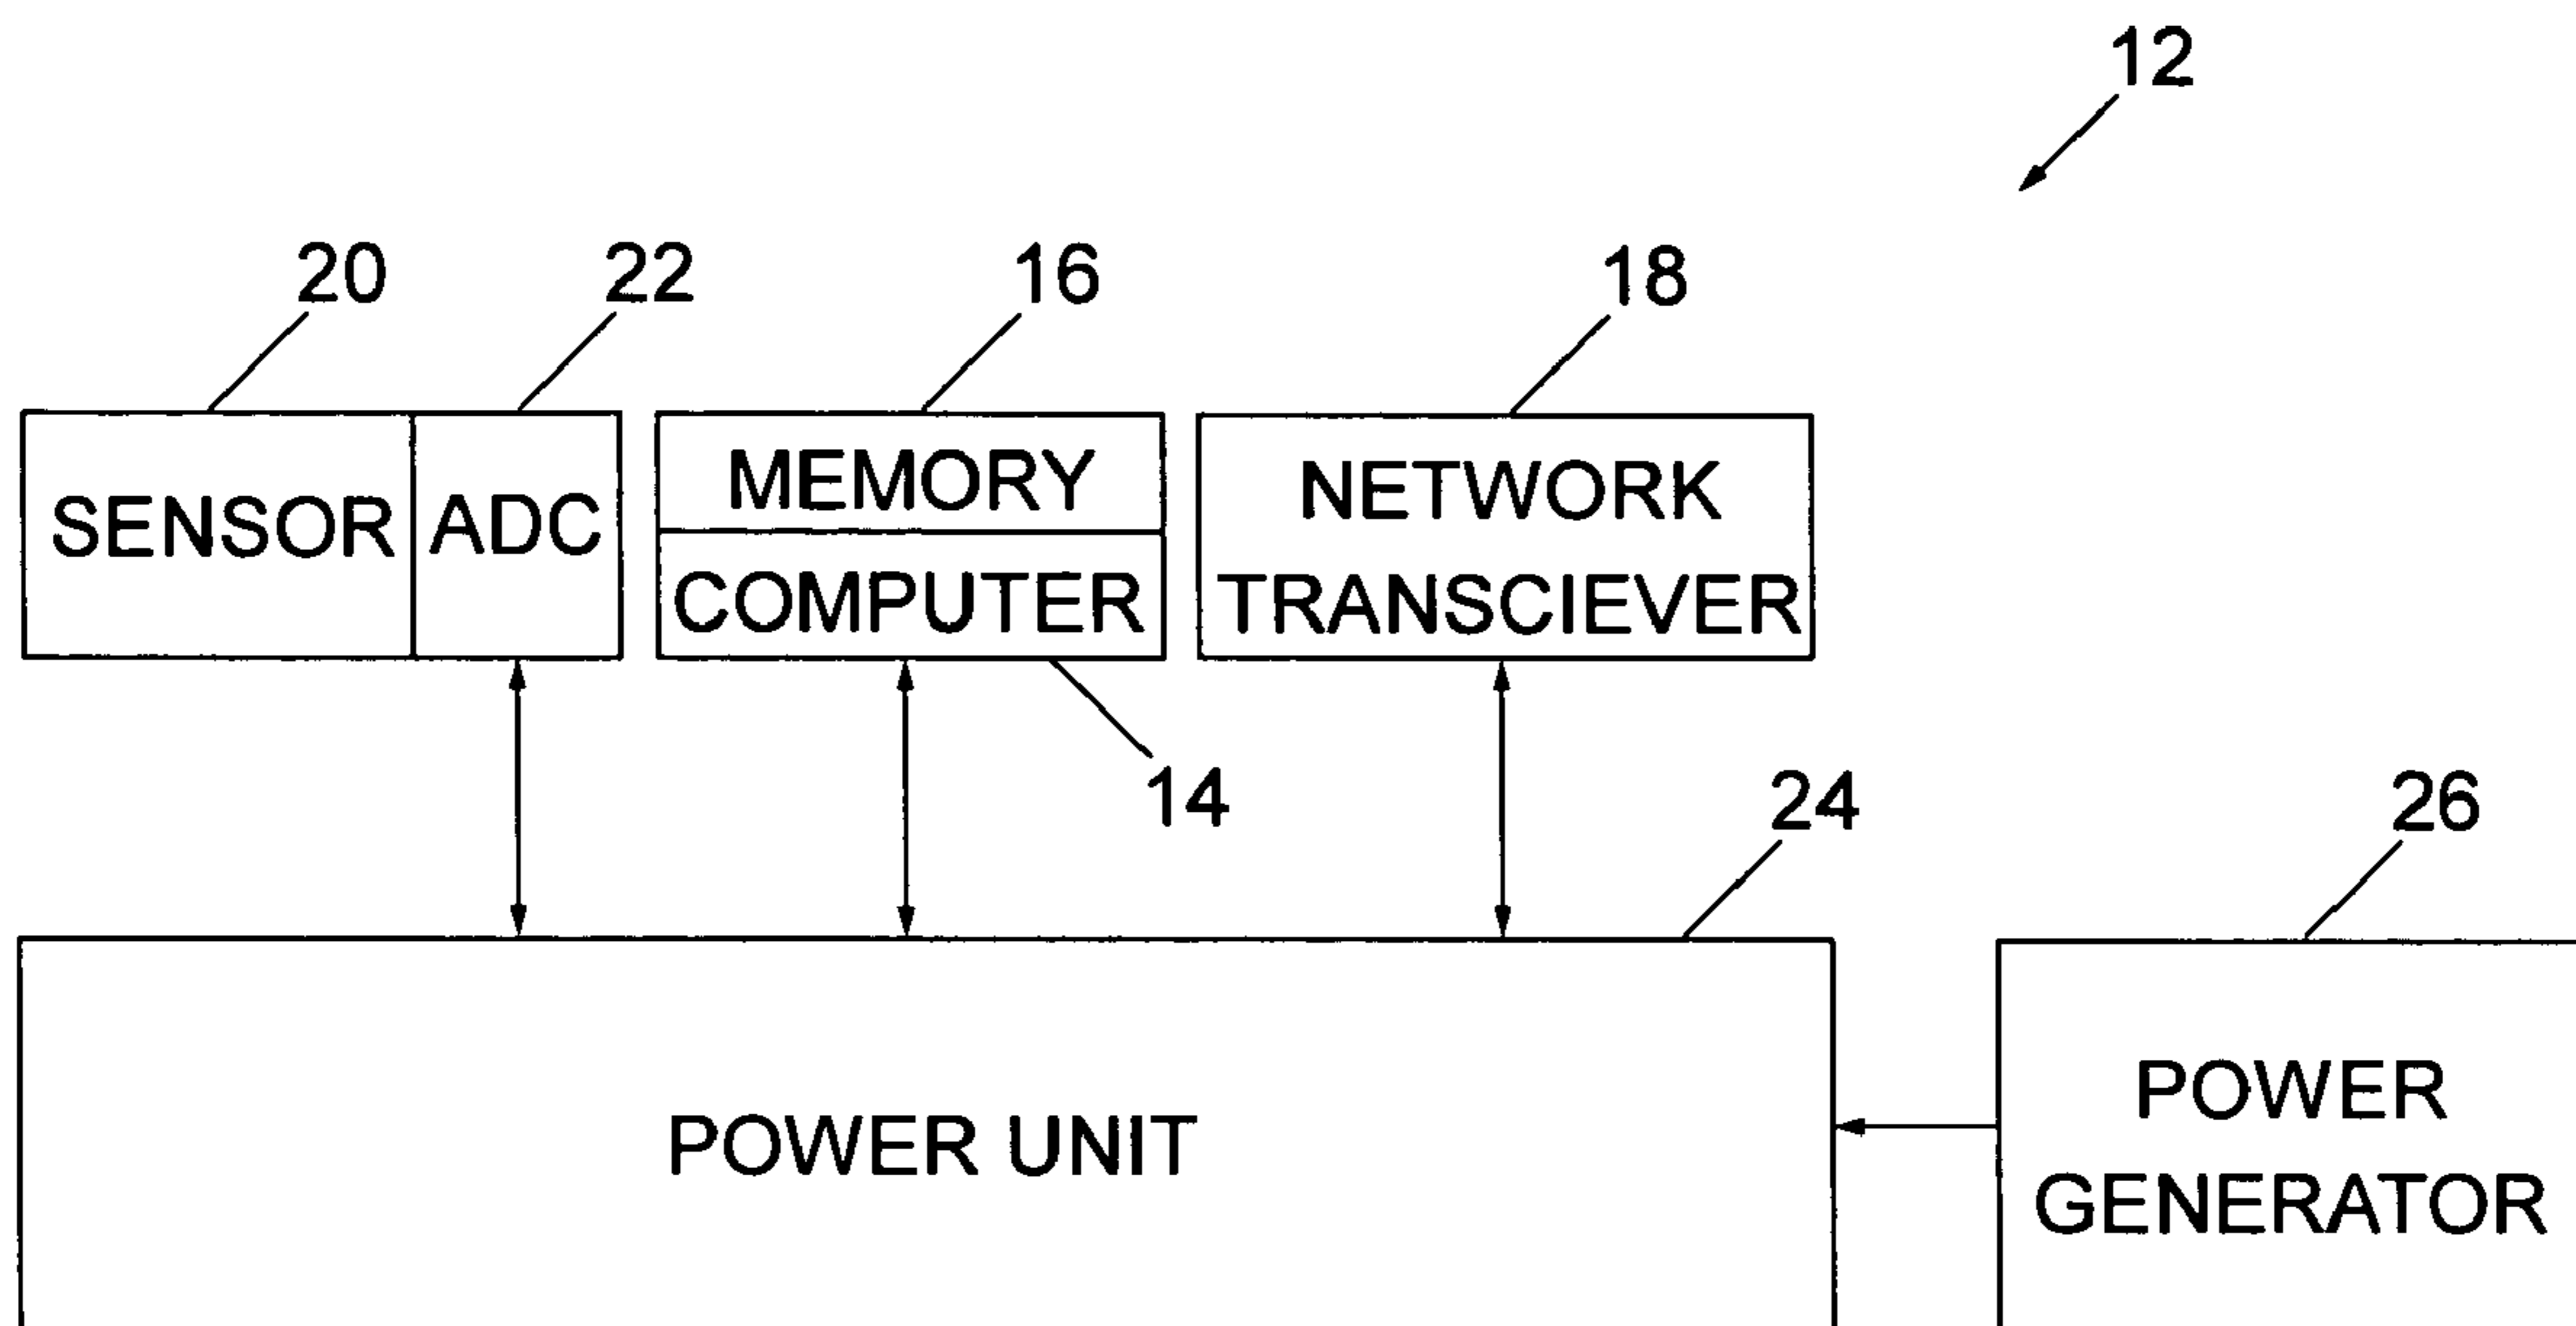 12
20
22
16
18
SENSOR
ADC
MEMORY
COMPUTER
NETWORK
TRANSCIEVER
14
24
26
POWER UNIT
POWER
GENERATOR